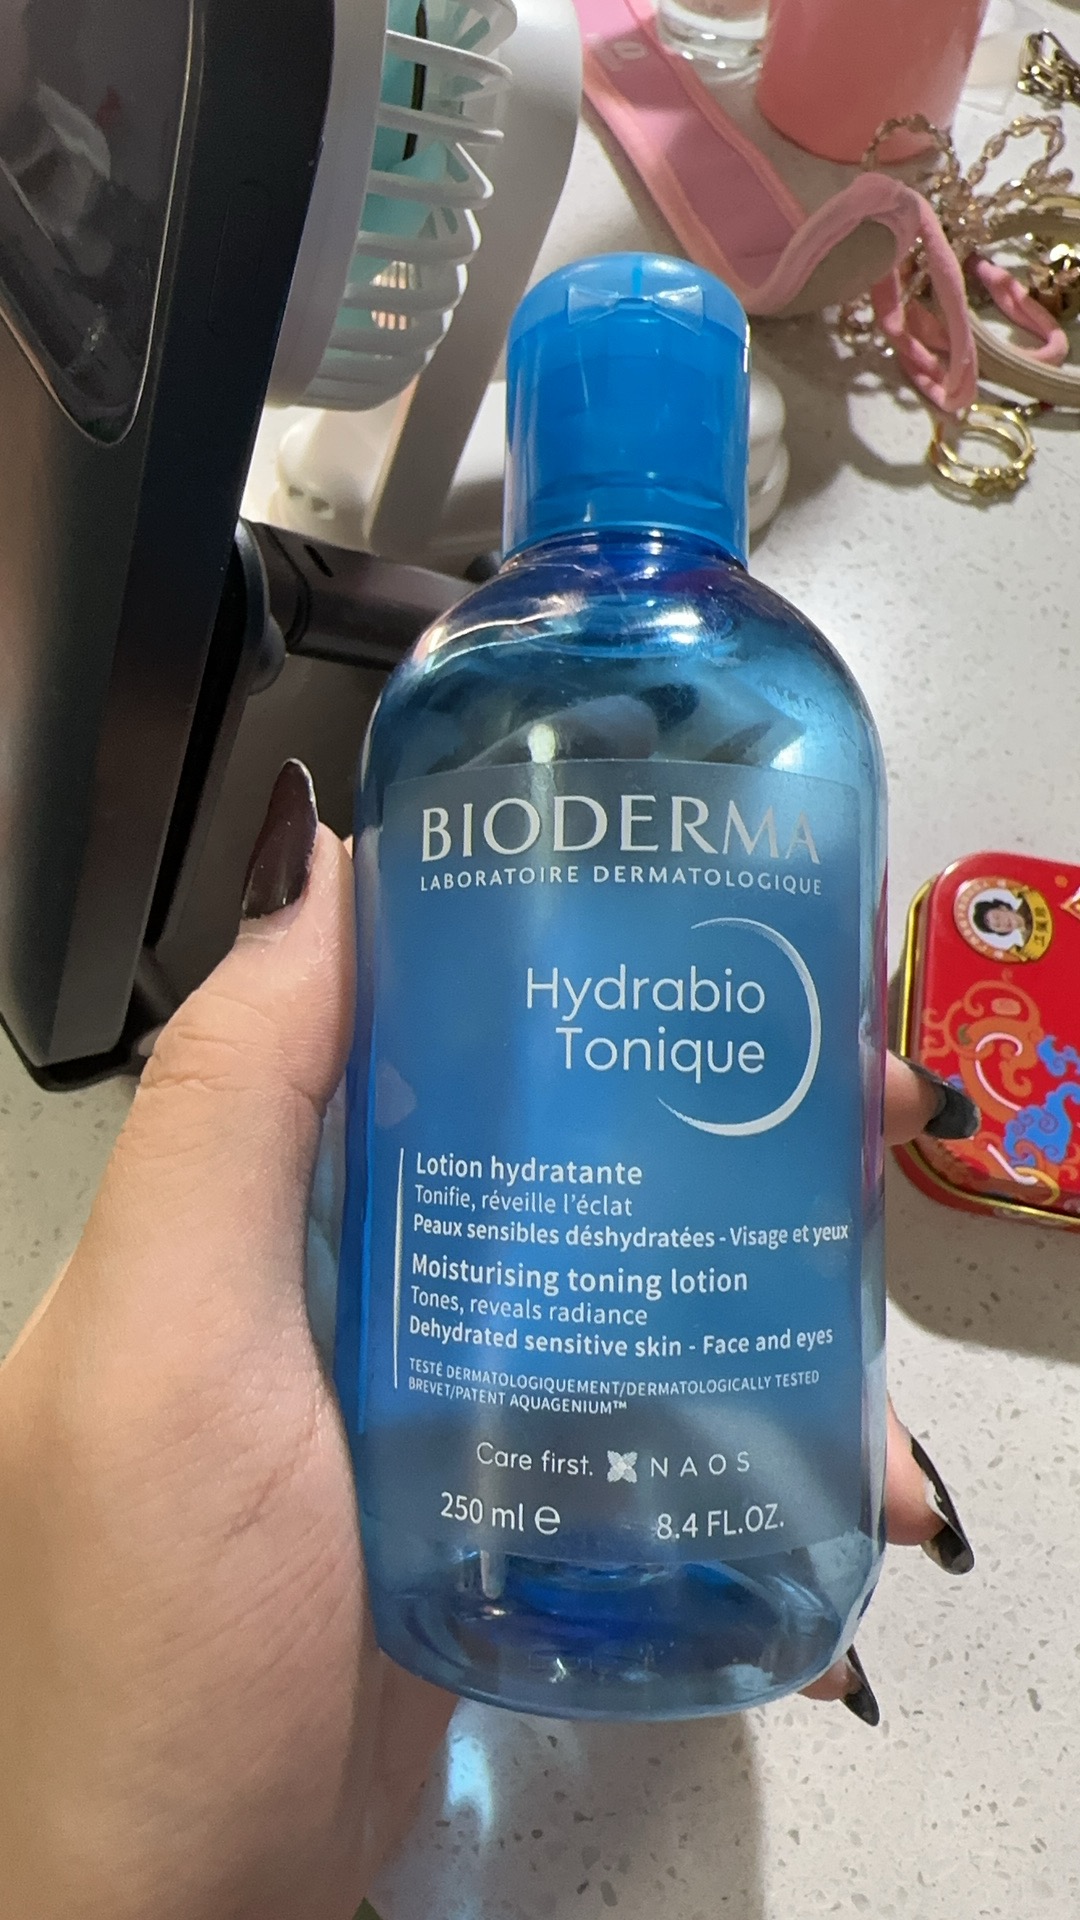 BIODERMA
LABORATOIRE DERMATOLOGIQUE
Hydrabio
Tonique
Lotion hydratante
Tonifie, réveille l'éclat
Peaux sensibles déshydratées - Visage et yeux
Moisturising toning lotion
Tones, reveals radiance
Dehydrated sensitive skin - Face and eyes
TESTÉ DERMATOLOGIQUEMENT/DERMATOLOGICALLY TESTED
BREVET/PATENT AQUAGENIUM™
Care first. NAOS
250 ml e 8.4 FL.OZ.